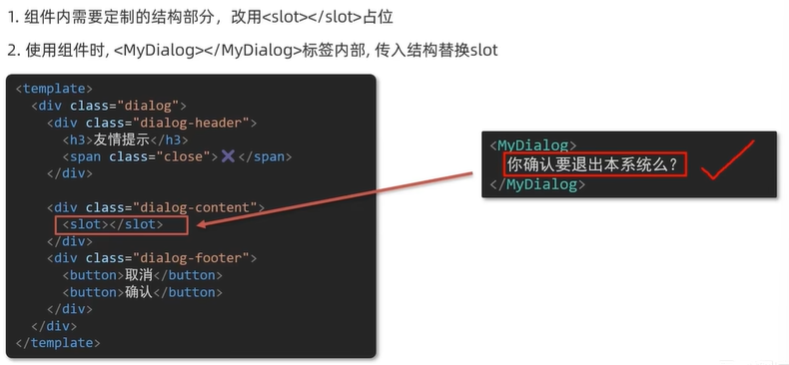 1. 组件内需要定制的结构部分，改用<slot></slot>占位
2. 使用组件时, <MyDialog></MyDialog>标签内部, 传入结构替换slot
<template>
<div class="dialog">
<div class="dialog-header">
<h3>友情提示</h3>
<span class="close">✖️</span>
</div>
<div class="dialog-content">
<slot></slot>
</div>
<div class="dialog-footer">
<button>取消</button>
<button>确认</button>
</div>
</div>
</template>
<MyDialog>
你确认要退出本系统么?
</MyDialog>